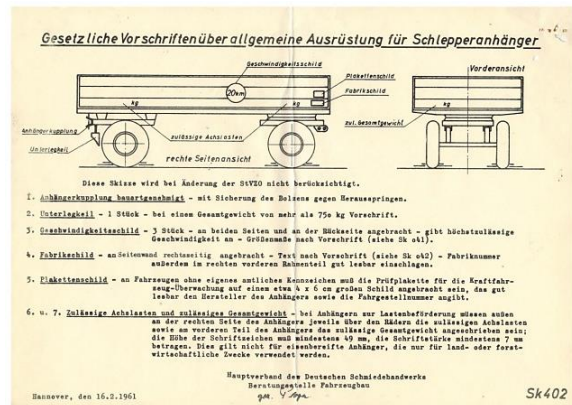 Gesetzliche Vorschriften über allgemeine Ausrüstung für Schlepperanhänger
Geschwindigkeitsschild
Vorderansicht
Plakettenschild
Fabrikschild
20 km
kg
kg
kg
Anhängerkupplung
zulässige Achslasten
zul. Gesamtgewicht
Unterlegkeil
rechte Seitenansicht
Diese Skizze wird bei Änderung der StVZO nicht berücksichtigt.
1. Anhängerkupplung bauartgenehmigt - mit Sicherung des Bolzens gegen Herausspringen.
2. Unterlegkeil - 1 Stück - bei einem Gesamtgewicht von mehr als 750 kg Vorschrift.
3. Geschwindigkeitsschild - 3 Stück - an beiden Seiten und an der Rückseite angebracht - gibt höchstzulässige
Geschwindigkeit an - Größenmaße nach Vorschrift (siehe Sk o41).
4. Fabrikschild - an Seitenwand rechtsseitig angebracht - Text nach Vorschrift (siehe Sk o42) - Fabriknummer
außerdem im rechten vorderen Rahmenteil gut lesbar einschlagen.
5. Plakettenschild - an Fahrzeugen ohne eigenes amtliches Kennzeichen muß die Prüfplakette für die Kraftfahr-
zeug-Überwachung auf einem etwa 4 x 6 cm großen Schild angebracht sein, das gut
lesbar den Hersteller des Anhängers sowie die Fahrgestellnummer angibt.
6. u. 7. Zulässige Achslasten und zulässiges Gesamtgewicht - bei Anhängern zur Lastenbeförderung müssen außen
an der rechten Seite des Anhängers jeweils über den Rädern die zulässigen Achslasten
sowie am vorderen Teil des Anhängers das zulässige Gesamtgewicht angeschrieben sein;
die Höhe der Schriftzeichen muß mindestens 49 mm, die Schriftstärke mindestens 7 mm
betragen. Dies gilt nicht für eisenbereifte Anhänger, die nur für land- oder forst-
wirtschaftliche Zwecke verwendet werden.
Hauptverband des Deutschen Schmiedehandwerks
Beratungsstelle Fahrzeugbau
Hannover, den 16.2.1961
gez.
Sk402